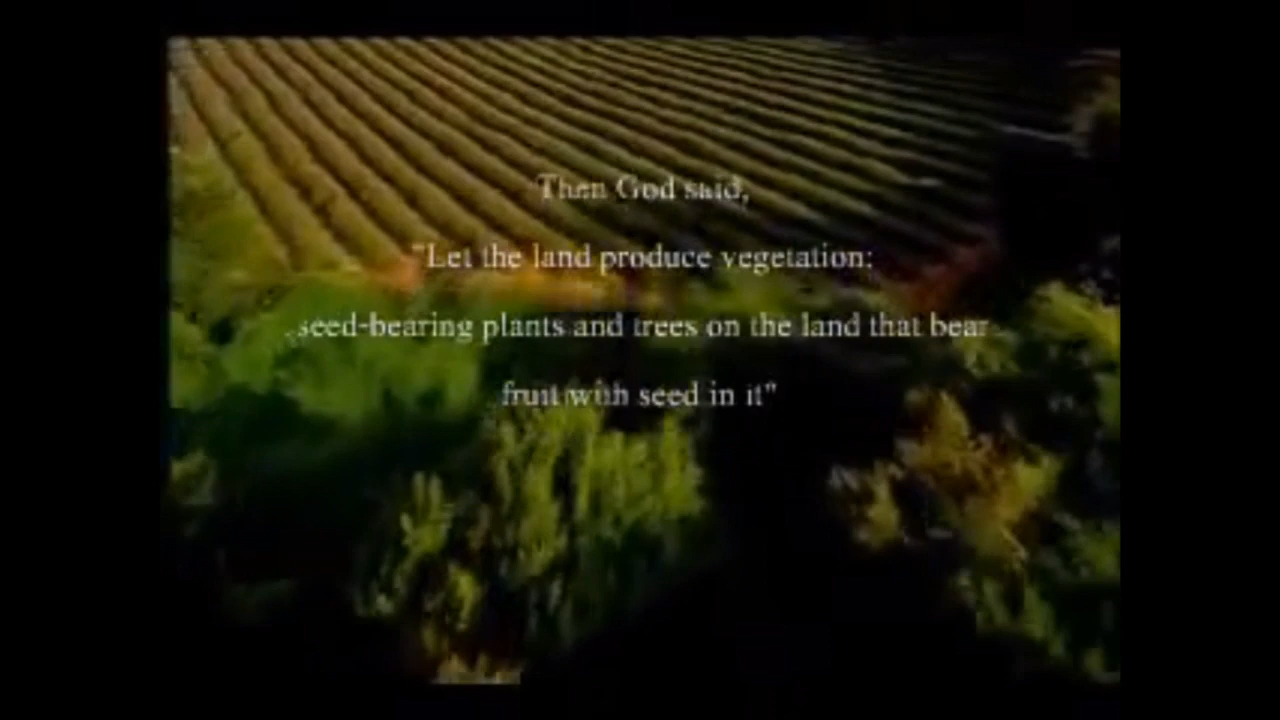 Then God said,
"Let the land produce vegetation:
seed-bearing plants and trees on the land that bear
fruit with seed in it"